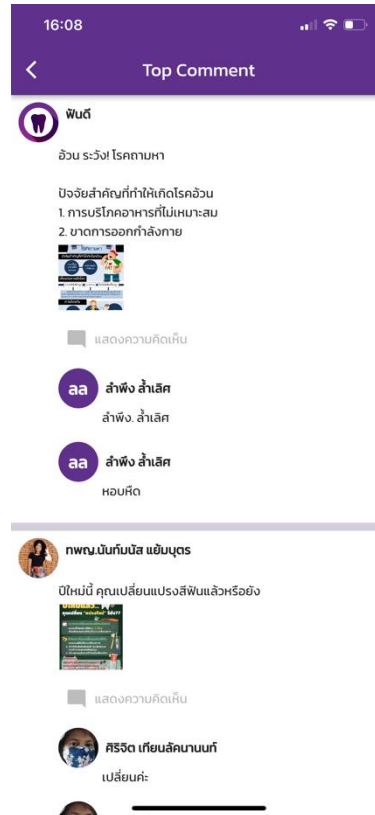 16:08
Top Comment
ฟันดี
อ้วน ระวัง! โรคถามหา
ปัจจัยสำคัญที่ทำให้เกิดโรคอ้วน
1. การบริโภคอาหารที่ไม่เหมาะสม
2. ขาดการออกกำลังกาย
โรคถามหา
แสดงความคิดเห็น
ลล
ลำพึง ล้ำเลิศ
ลำพึง. ล้ำเลิศ
ลล
ลำพึง ล้ำเลิศ
หอบหืด
ทพญ.นันท์มนัส แย้มบุตร
ปีใหม่นี้ คุณเปลี่ยนแปรงสีฟันแล้วหรือยัง
แสดงความคิดเห็น
ศิริจิต เทียนลัคนานนท์
เปลี่ยนค่ะ